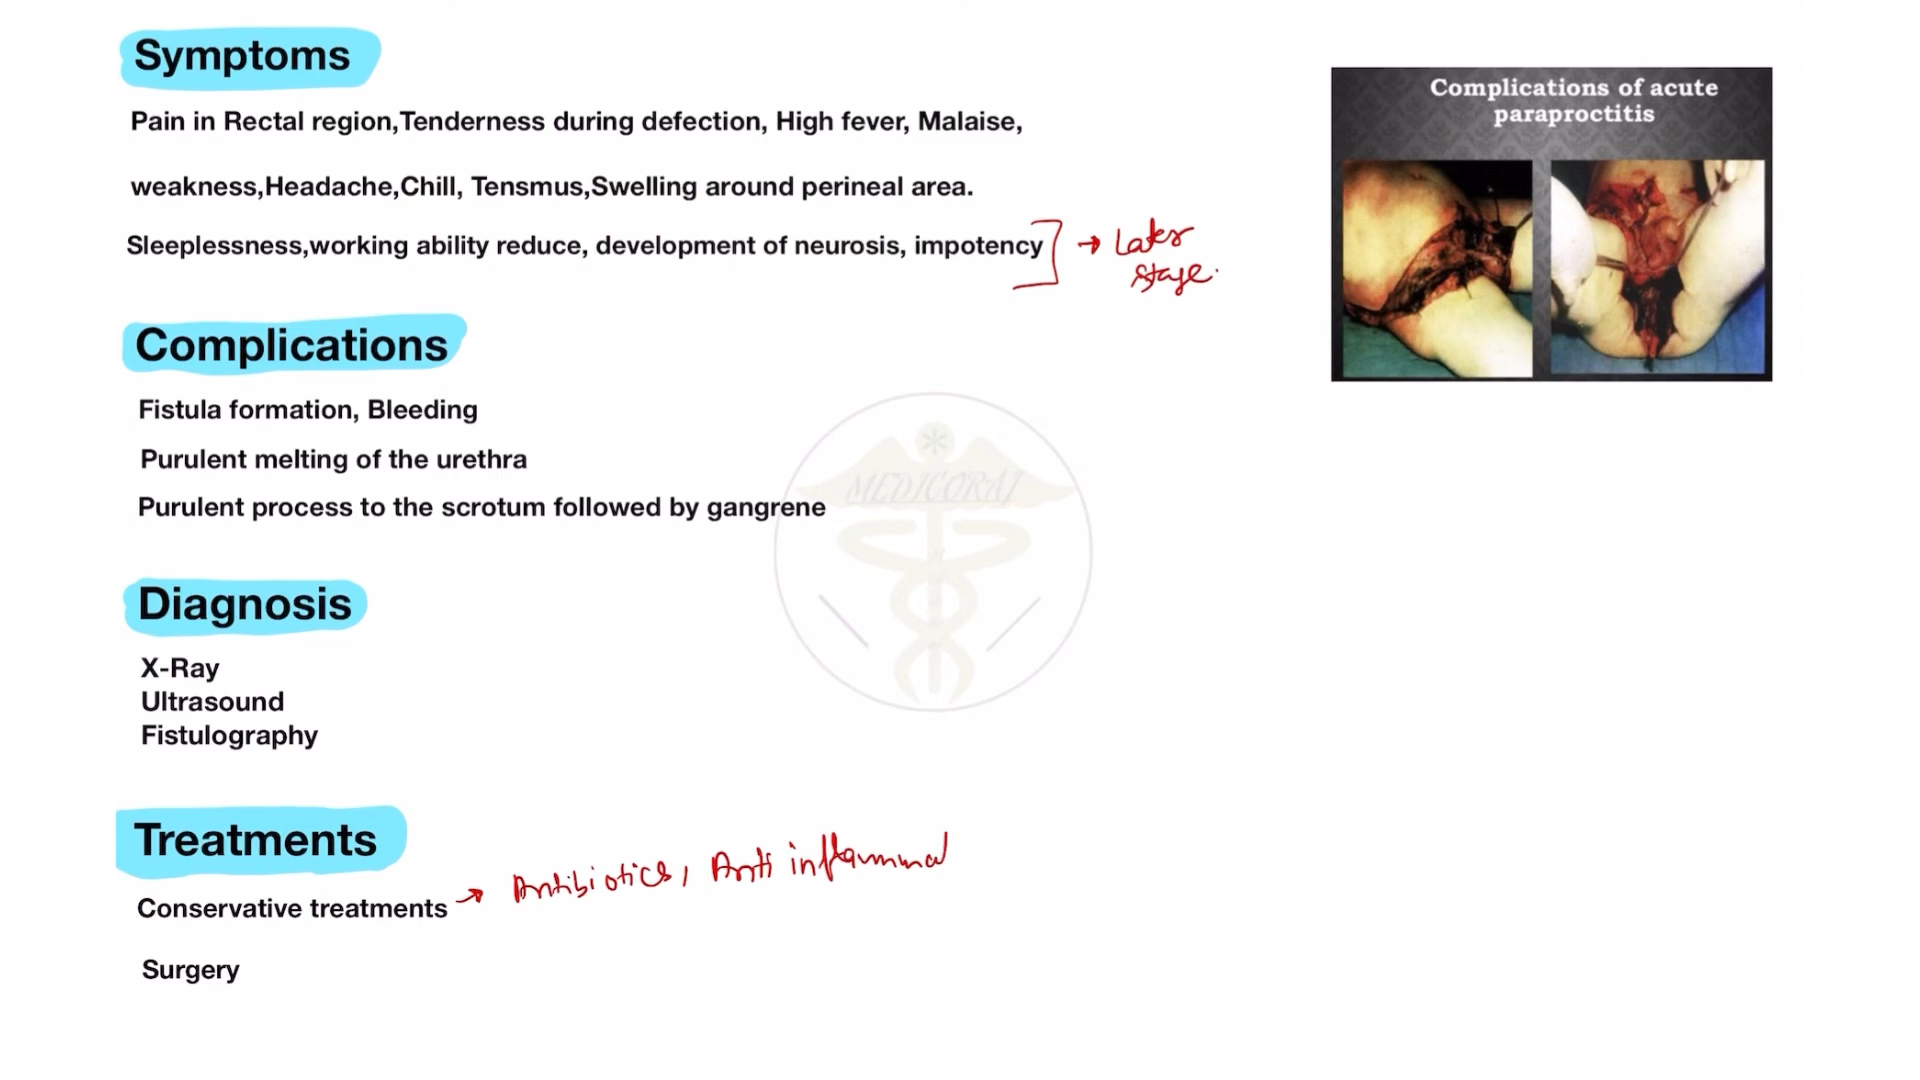 Symptoms
Pain in Rectal region,Tenderness during defection, High fever, Malaise,
weakness,Headache,Chill, Tensmus,Swelling around perineal area.
Sleeplessness,working ability reduce, development of neurosis, impotency → Later
stage.
Complications of acute
paraproctitis
Complications
Fistula formation, Bleeding
Purulent melting of the urethra
Purulent process to the scrotum followed by gangrene
MEDICORAY
Diagnosis
X-Ray
Ultrasound
Fistulography
Treatments
Conservative treatments → Antibiotics, Anti inflammal
Surgery